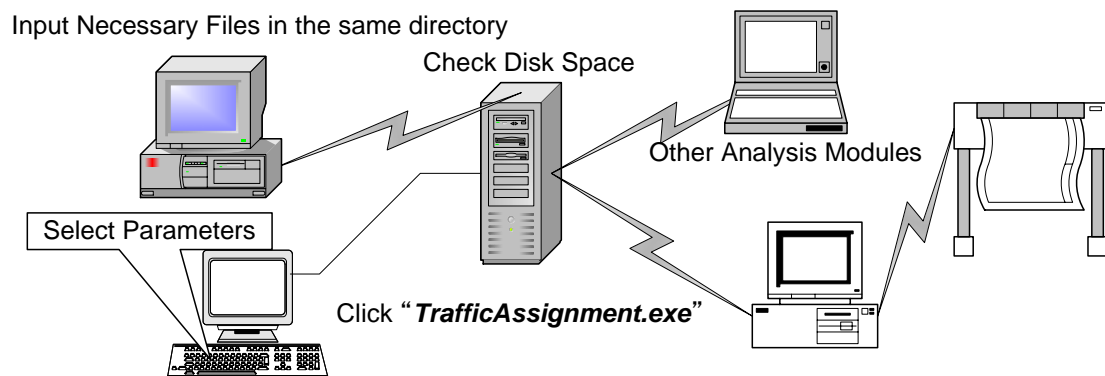 Input Necessary Files in the same directory
Check Disk Space
Other Analysis Modules
Select Parameters
Click “TrafficAssignment.exe”